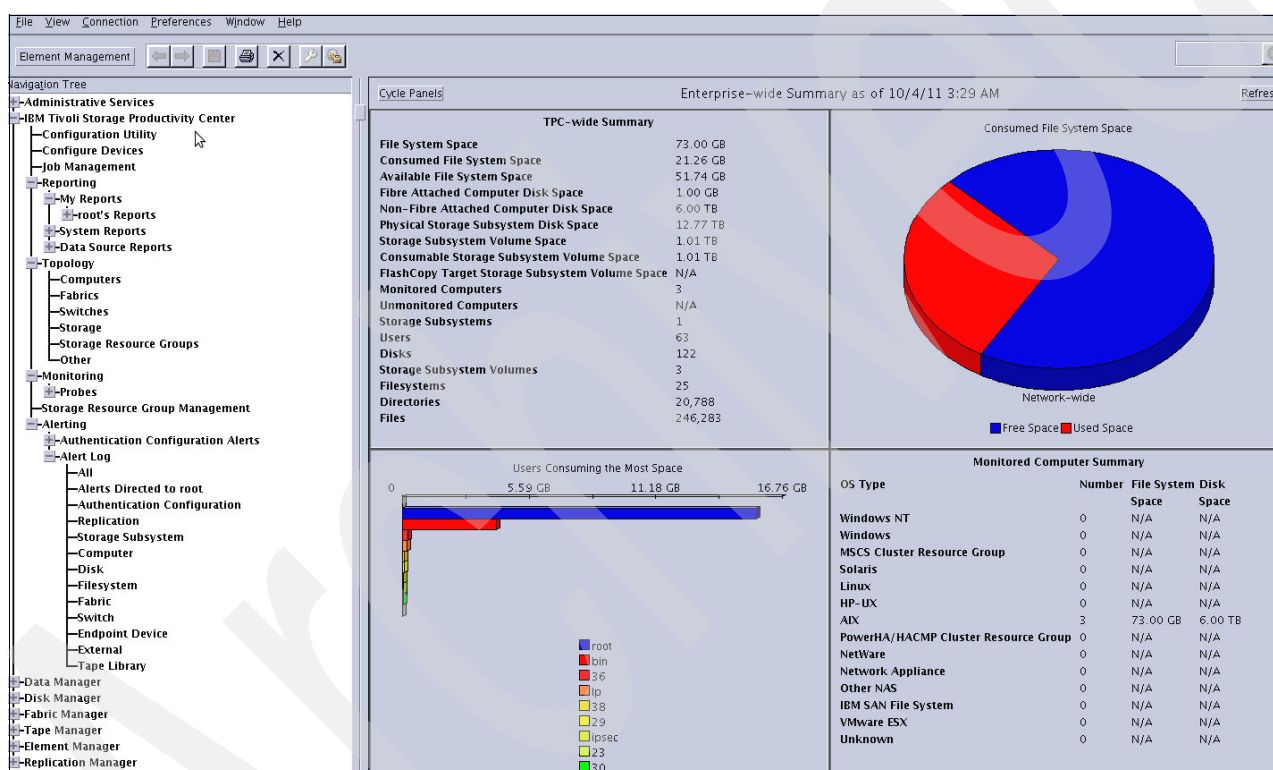 File View Connection Preferences Window Help
Element Management
Navigation Tree
Administrative Services
IBM Tivoli Storage Productivity Center
Configuration Utility
Configure Devices
Job Management
Reporting
My Reports
root's Reports
System Reports
Data Source Reports
Topology
Computers
Fabrics
Switches
Storage
Storage Resource Groups
Other
Monitoring
Probes
Storage Resource Group Management
Alerting
Authentication Configuration Alerts
Alert Log
All
Alerts Directed to root
Authentication Configuration
Replication
Storage Subsystem
Computer
Disk
Filesystem
Fabric
Switch
Endpoint Device
External
Tape Library
Data Manager
Disk Manager
Fabric Manager
Tape Manager
Element Manager
Replication Manager
Cycle Panels Enterprise-wide Summary as of 10/4/11 3:29 AM Refres
TPC-wide Summary
File System Space 73.00 GB
Consumed File System Space 21.26 GB
Available File System Space 51.74 GB
Fibre Attached Computer Disk Space 1.00 GB
Non-Fibre Attached Computer Disk Space 6.00 TB
Physical Storage Subsystem Disk Space 12.77 TB
Storage Subsystem Volume Space 1.01 TB
Consumable Storage Subsystem Volume Space 1.01 TB
FlashCopy Target Storage Subsystem Volume Space N/A
Monitored Computers 3
Unmonitored Computers N/A
Storage Subsystems 1
Users 63
Disks 122
Storage Subsystem Volumes 3
Filesystems 25
Directories 20,788
Files 246,283
Consumed File System Space
Network-wide
Free Space Used Space
Users Consuming the Most Space
0 5.59 GB 11.18 GB 16.76 GB
root
bin
36
lp
38
29
ipsec
23
30
Monitored Computer Summary
OS Type Number File System Disk
Space Space
Windows NT 0 N/A N/A
Windows 0 N/A N/A
MSCS Cluster Resource Group 0 N/A N/A
Solaris 0 N/A N/A
Linux 0 N/A N/A
HP-UX 0 N/A N/A
AIX 3 73.00 GB 6.00 TB
PowerHA/HACMP Cluster Resource Group 0 N/A N/A
NetWare 0 N/A N/A
Network Appliance 0 N/A N/A
Other NAS 0 N/A N/A
IBM SAN File System 0 N/A N/A
VMware ESX 0 N/A N/A
Unknown 0 N/A N/A